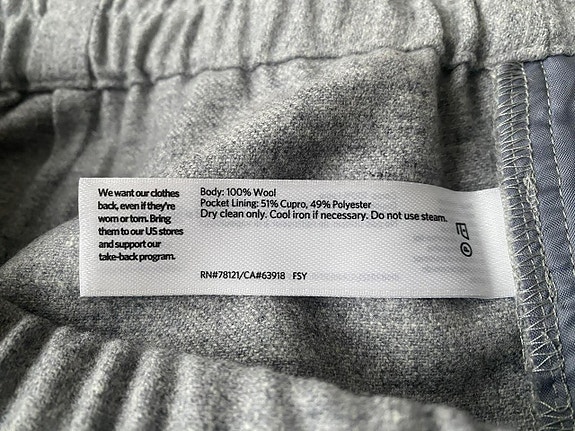 We want our clothes
back, even if they're
worn or torn. Bring
them to our US stores
and support our
take-back program.
Body: 100% Wool
Pocket Lining: 51% Cupro, 49% Polyester
Dry clean only. Cool iron if necessary. Do not use steam.
RN#78121/CA#63918 FSY